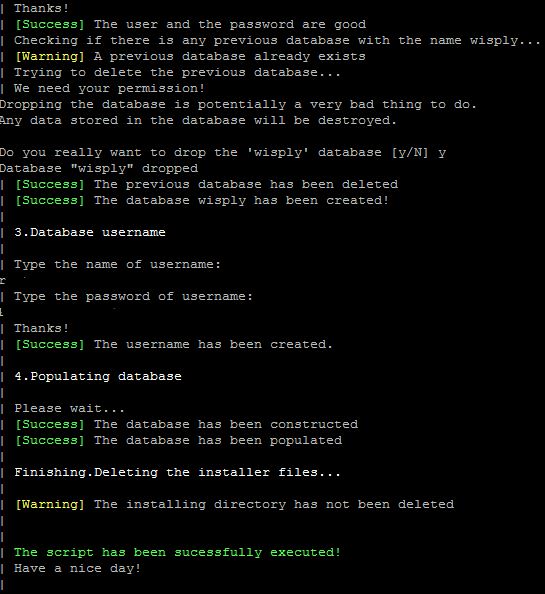 | Thanks!
| [Success] The user and the password are good
| Checking if there is any previous database with the name wisply...
| [Warning] A previous database already exists
| Trying to delete the previous database...
| We need your permission!
Dropping the database is potentially a very bad thing to do.
Any data stored in the database will be destroyed.
Do you really want to drop the 'wisply' database [y/N] y
Database "wisply" dropped
| [Success] The previous database has been deleted
| [Success] The database wisply has been created!
|
| 3.Database username
|
| Type the name of username:
r
| Type the password of username:
| Thanks!
| [Success] The username has been created.
|
| 4.Populating database
|
| Please wait...
| [Success] The database has been constructed
| [Success] The database has been populated
|
| Finishing.Deleting the installer files...
|
| [Warning] The installing directory has not been deleted
|
|
| The script has been sucessfully executed!
| Have a nice day!
|